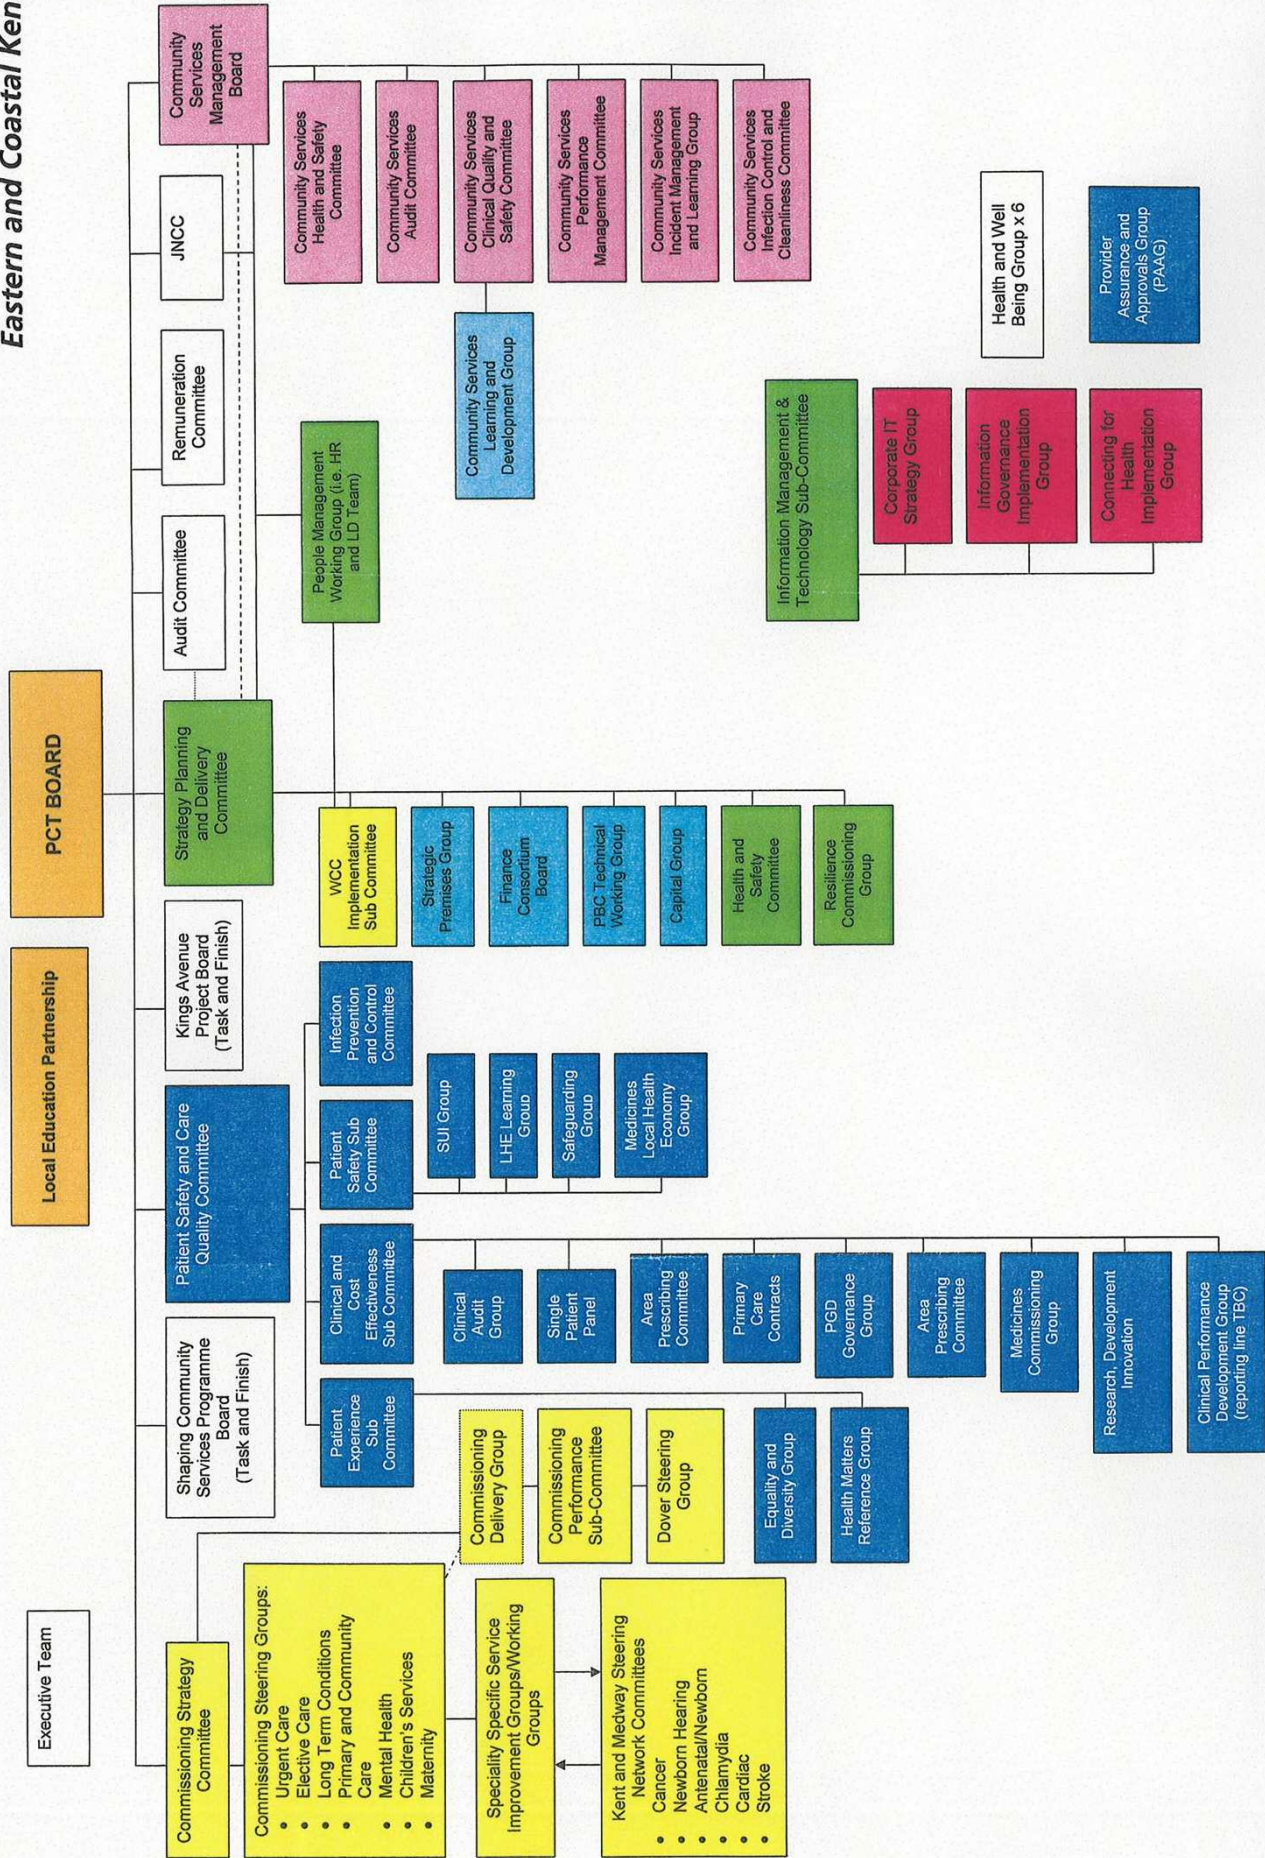 Eastern and Coastal Ken
Executive Team
Local Education Partnership
PCT BOARD
Commissioning Strategy
Committee
Shaping Community
Services Programme
Board
(Task and Finish)
Patient Safety and Care
Quality Committee
Kings Avenue
Project Board
(Task and Finish)
Strategy Planning
and Delivery
Committee
Audit Committee
Remuneration
Committee
JNCC
Community
Services
Management
Board
Commissioning Steering Groups:
• Urgent Care
• Elective Care
• Long Term Conditions
• Primary and Community
Care
• Mental Health
• Children's Services
• Maternity
Speciality Specific Service
Improvement Groups/Working
Groups
Kent and Medway Steering
Network Committees
• Cancer
• Newborn Hearing
• Antenatal/Newborn
• Chlamydia
• Cardiac
• Stroke
Commissioning
Delivery Group
Commissioning
Performance
Sub-Committee
Dover Steering
Group
Patient
Experience
Sub
Committee
Equality and
Diversity Group
Health Matters
Reference Group
Clinical and
Cost
Effectiveness
Sub Committee
Clinical
Audit
Group
Single
Patient
Panel
Area
Prescribing
Committee
Primary
Care
Contracts
PGD
Governance
Group
Area
Prescribing
Committee
Medicines
Commissioning
Group
Research, Development
Innovation
Clinical Performance
Development Group
(reporting line TBC)
Patient
Safety Sub
Committee
SUI Group
LHE Learning
Group
Safeguarding
Group
Medicines
Local Health
Economy
Group
Infection
Prevention
and Control
Committee
WCC
Implementation
Sub Committee
Strategic
Premises Group
Finance
Consortium
Board
PBC Technical
Working Group
Capital Group
Health and
Safety
Committee
Resilience
Commissioning
Group
People Management
Working Group (i.e. HR
and LD Team)
Community Services
Health and Safety
Committee
Community Services
Audit Committee
Community Services
Clinical Quality and
Safety Committee
Community Services
Performance
Management Committee
Community Services
Incident Management
and Learning Group
Community Services
Infection Control and
Cleanliness Committee
Community Services
Learning and
Development Group
Information Management &
Technology Sub-Committee
Corporate IT
Strategy Group
Information
Governance
Implementation
Group
Connecting for
Health
Implementation
Group
Health and Well
Being Group x 6
Provider
Assurance and
Approvals Group
(PAAG)